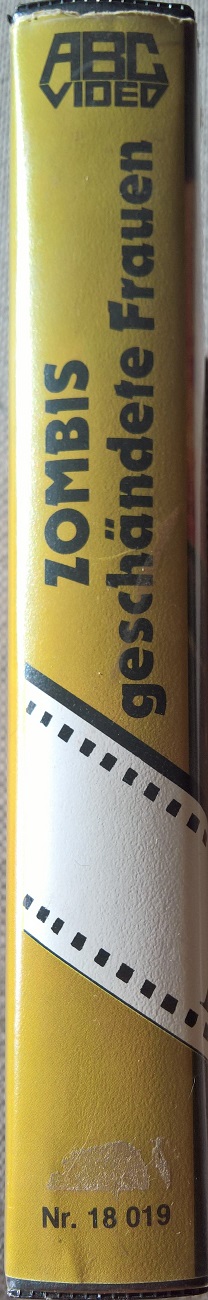 ABC
VIDEO
ZOMBIS
geschändete Frauen
Nr. 18 019